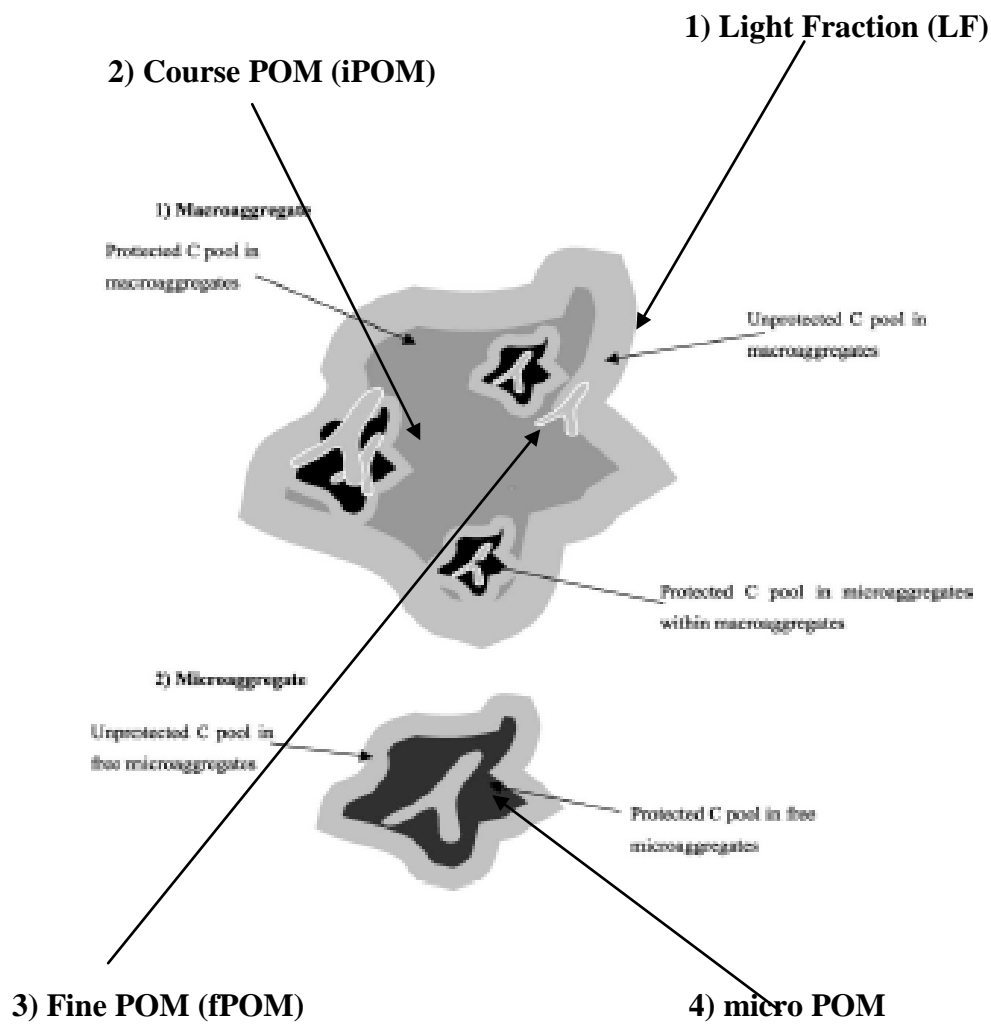 1) Light Fraction (LF)
2) Course POM (iPOM)
1) Macroaggregate
Protected C pool in
macroaggregates
Unprotected C pool in
macroaggregates
Protected C pool in microaggregates
within macroaggregates
2) Microaggregate
Unprotected C pool in
free microaggregates
Protected C pool in free
microaggregates
3) Fine POM (fPOM)
4) micro POM